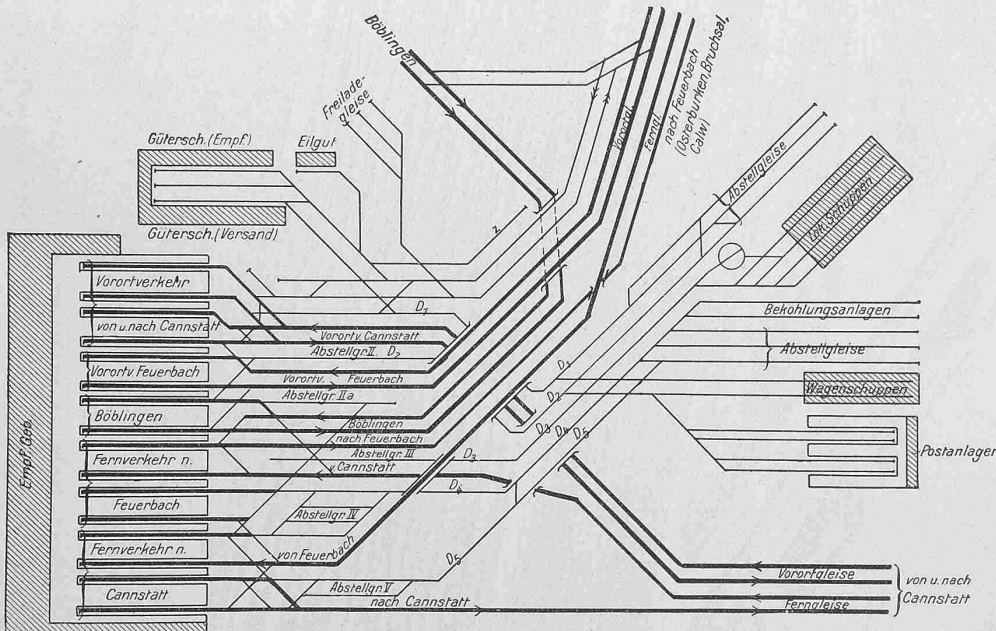 Böblingen
Freilade-
gleise
Vorortgl.
Ferngl.
nach Feuerbach
(Osterburken, Bruchsal,
Calw)
Gütersch. (Empf.)
Eilgut
Gütersch. (Versand)
z
Abstellgleise
Lok. Schuppen
Empf. Geb.
Vorortverkehr
von u. nach Cannstatt
Vorortv. Feuerbach
Böblingen
Fernverkehr n.
Feuerbach
Fernverkehr n.
Cannstatt
D1
Vorortv. Cannstatt
Abstellgr. II. D2
Vorortv. Feuerbach
Abstellgr. II a
Böblingen
nach Feuerbach
Abstellgr. III
D3
v. Cannstatt
D4
Abstellgr. IV
von Feuerbach
D5
Abstellgr. V
nach Cannstatt
D1
D2
D3 D4 D5
Bekohlungsanlagen
Abstellgleise
Wagenschuppen
Postanlagen
Vorortgleise
Ferngleise
von u. nach
Cannstatt